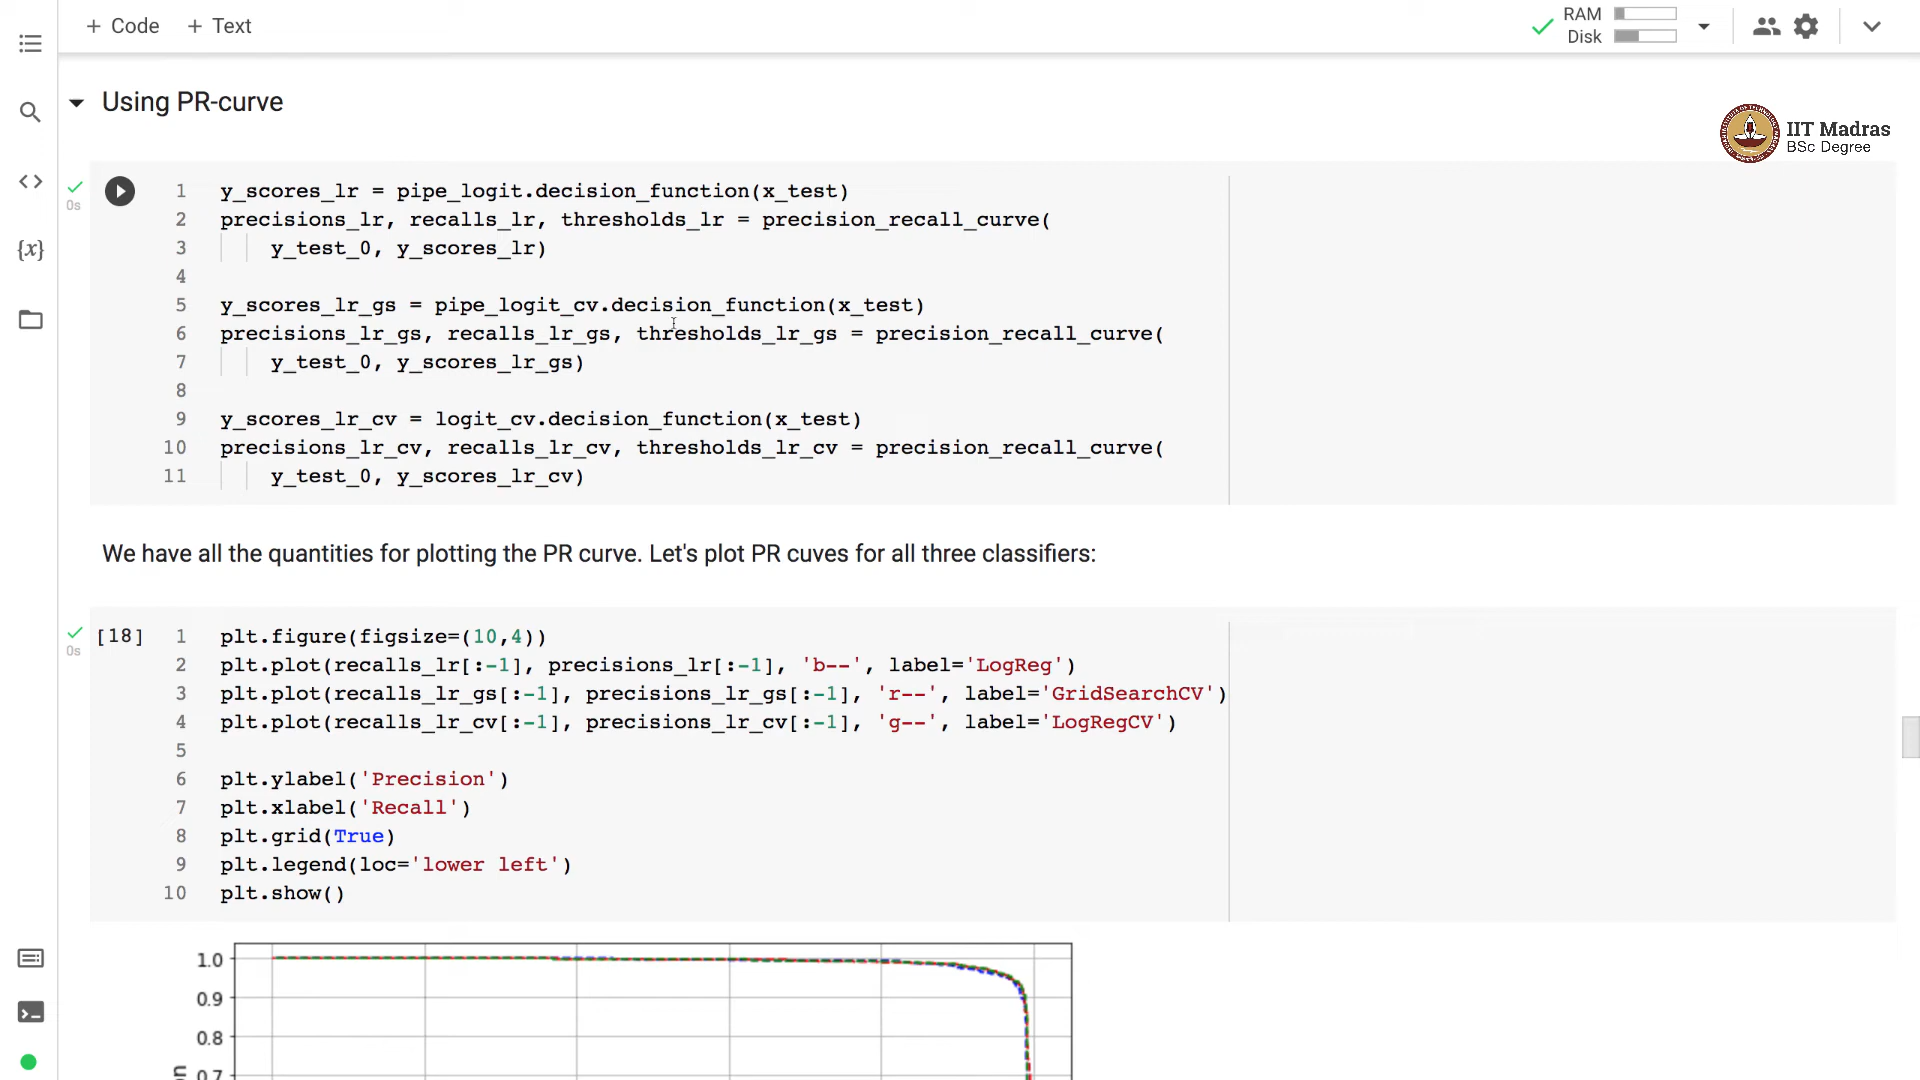 + Code + Text
RAM
Disk
Using PR-curve
IIT Madras
BSc Degree
0s
1 y_scores_lr = pipe_logit.decision_function(x_test)
2 precisions_lr, recalls_lr, thresholds_lr = precision_recall_curve(
3 y_test_0, y_scores_lr)
4
5 y_scores_lr_gs = pipe_logit_cv.decision_function(x_test)
6 precisions_lr_gs, recalls_lr_gs, thresholds_lr_gs = precision_recall_curve(
7 y_test_0, y_scores_lr_gs)
8
9 y_scores_lr_cv = logit_cv.decision_function(x_test)
10 precisions_lr_cv, recalls_lr_cv, thresholds_lr_cv = precision_recall_curve(
11 y_test_0, y_scores_lr_cv)
{x}
We have all the quantities for plotting the PR curve. Let's plot PR cuves for all three classifiers:
0s
[18] 1 plt.figure(figsize=(10,4))
2 plt.plot(recalls_lr[:-1], precisions_lr[:-1], 'b--', label='LogReg')
3 plt.plot(recalls_lr_gs[:-1], precisions_lr_gs[:-1], 'r--', label='GridSearchCV')
4 plt.plot(recalls_lr_cv[:-1], precisions_lr_cv[:-1], 'g--', label='LogRegCV')
5
6 plt.ylabel('Precision')
7 plt.xlabel('Recall')
8 plt.grid(True)
9 plt.legend(loc='lower left')
10 plt.show()
1.0
0.9
0.8
0.7
on